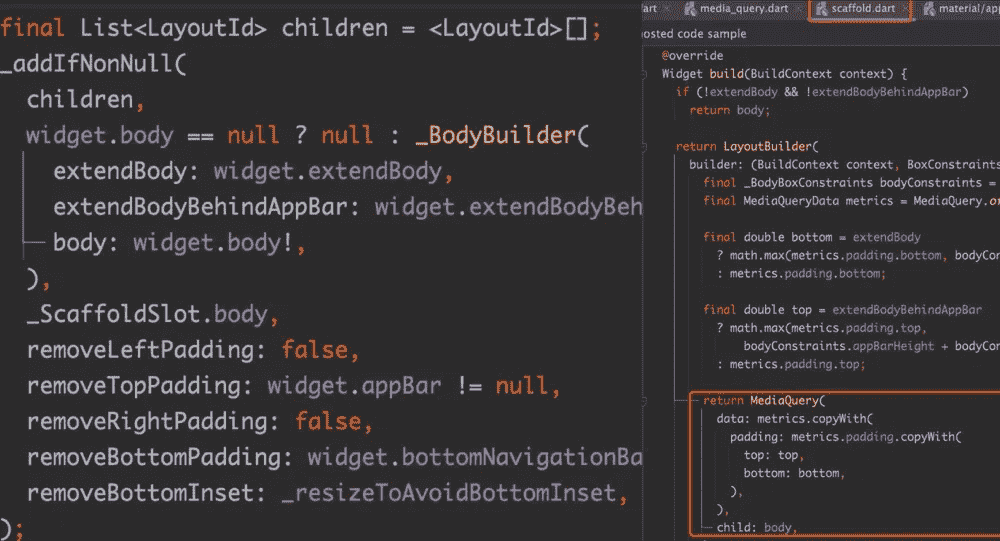 final List<LayoutId> children = <LayoutId>[];
_addIfNonNull(
children,
widget.body == null ? null : _BodyBuilder(
extendBody: widget.extendBody,
extendBodyBehindAppBar: widget.extendBodyBeh
body: widget.body!,
),
_ScaffoldSlot.body,
removeLeftPadding: false,
removeTopPadding: widget.appBar != null,
removeRightPadding: false,
removeBottomPadding: widget.bottomNavigationBa
removeBottomInset: _resizeToAvoidBottomInset,
);
art × media_query.dart × scaffold.dart × material/app
osted code sample
@override
Widget build(BuildContext context) {
if (!extendBody && !extendBodyBehindAppBar)
return body;
return LayoutBuilder(
builder: (BuildContext context, BoxConstraints
final _BodyBoxConstraints bodyConstraints =
final MediaQueryData metrics = MediaQuery.o
final double bottom = extendBody
? math.max(metrics.padding.bottom, bodyCon
: metrics.padding.bottom;
final double top = extendBodyBehindAppBar
? math.max(metrics.padding.top,
bodyConstraints.appBarHeight + bodyCon
: metrics.padding.top;
return MediaQuery(
data: metrics.copyWith(
padding: metrics.padding.copyWith(
top: top,
bottom: bottom,
),
),
child: body,